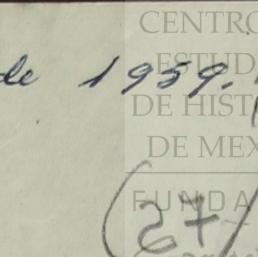 CENTRO
ESTUD
de 1959.
DE HIST
DE MEX
FUNDA
(27)